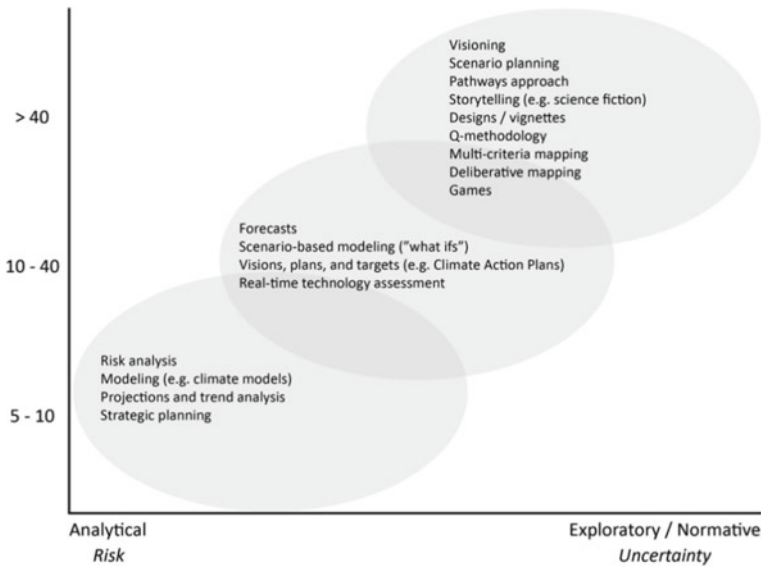 Visioning
Scenario planning
Pathways approach
Storytelling (e.g. science fiction)
Designs / vignettes
Q-methodology
Multi-criteria mapping
Deliberative mapping
Games
> 40
Forecasts
Scenario-based modeling ("what ifs")
Visions, plans, and targets (e.g. Climate Action Plans)
Real-time technology assessment
10 - 40
Risk analysis
Modeling (e.g. climate models)
Projections and trend analysis
Strategic planning
5 - 10
Analytical
Risk
Exploratory / Normative
Uncertainty